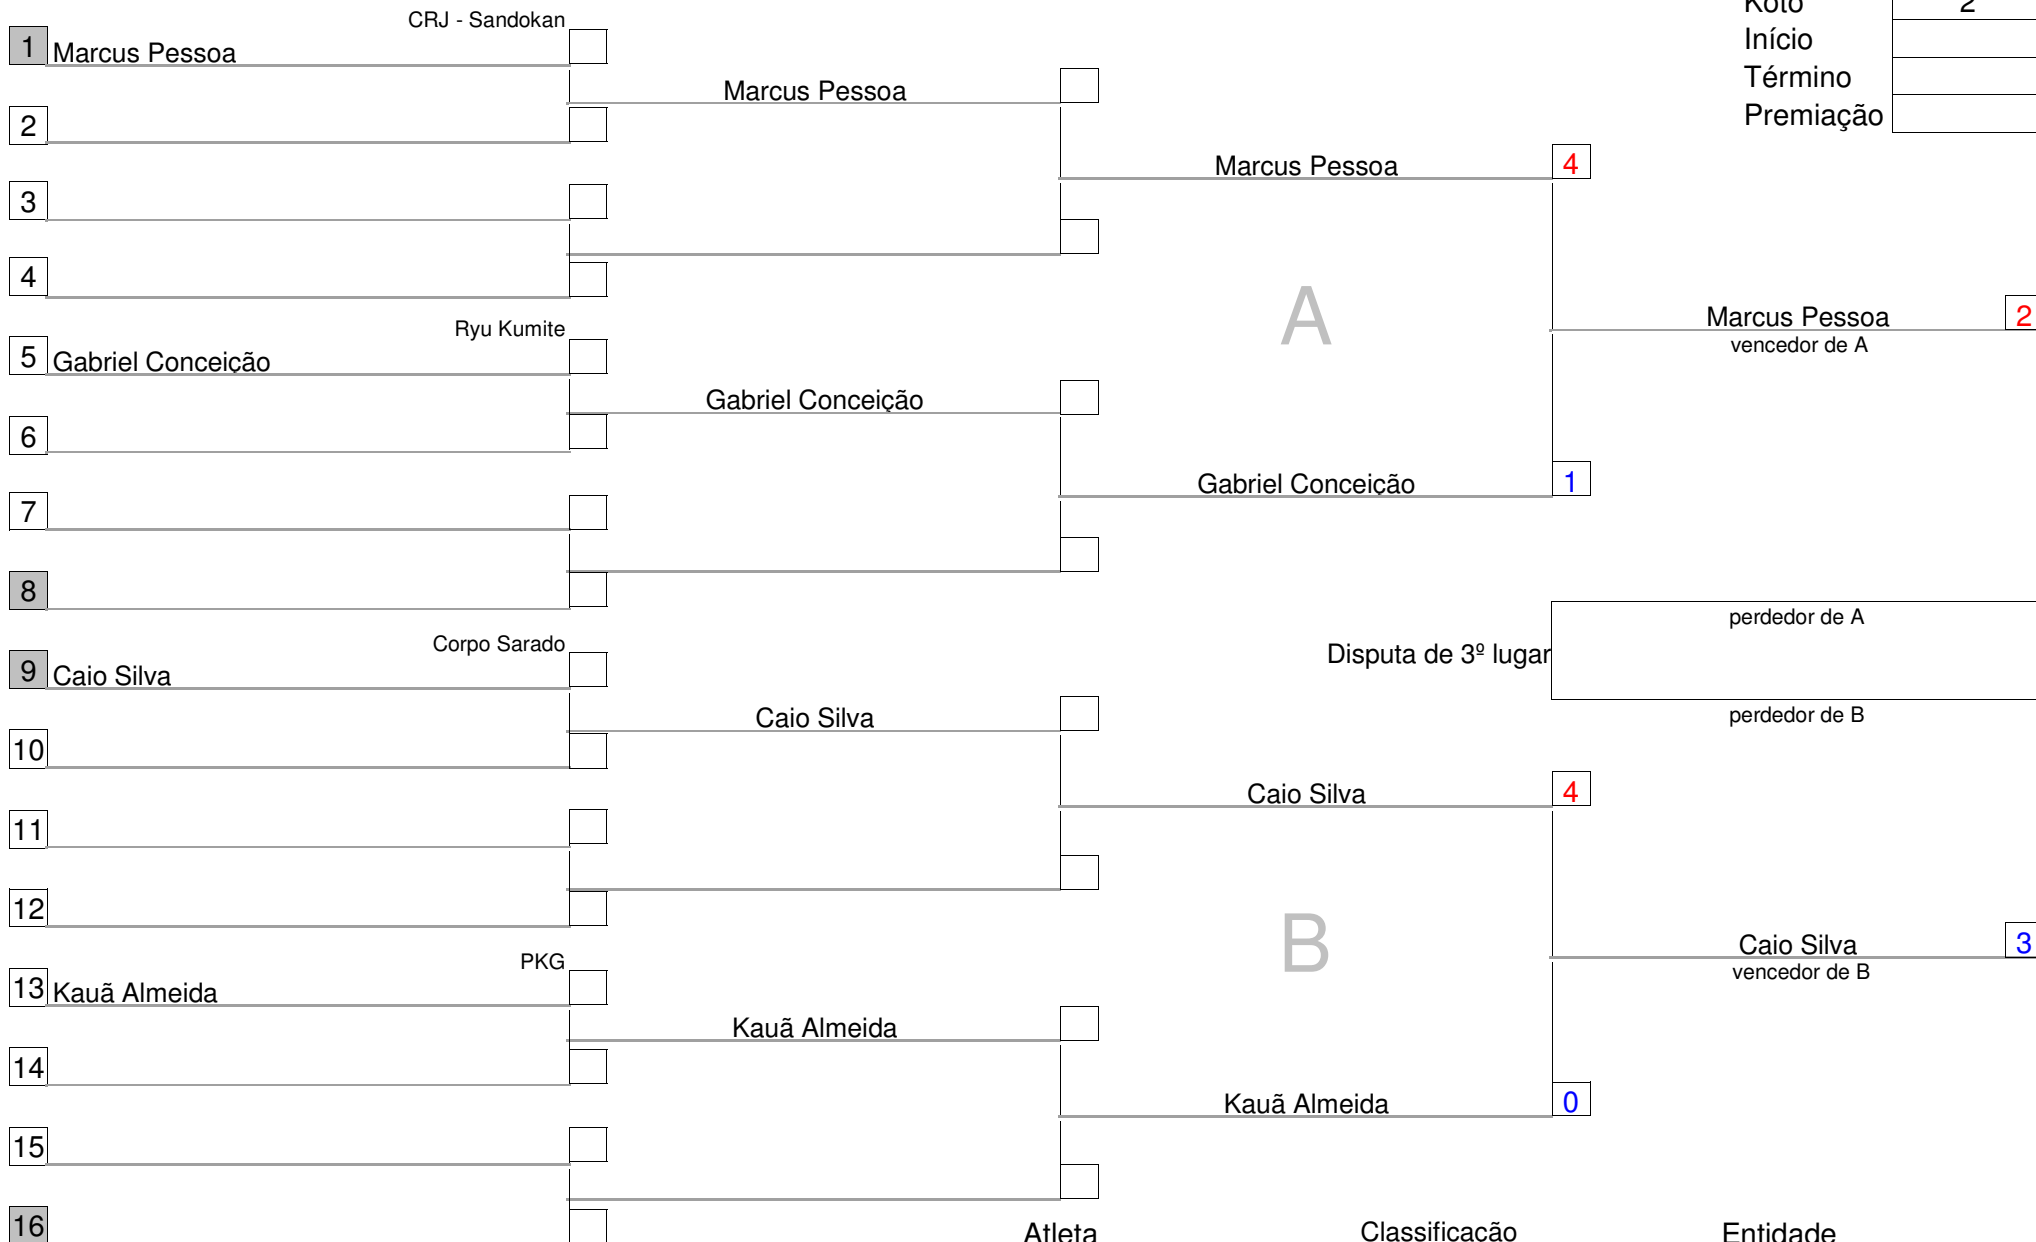 Koto 2
CRJ - Sandokan
1 Marcus Pessoa
Início
Término
Marcus Pessoa
Premiação
2
Marcus Pessoa 4
3
4
Marcus Pessoa 2
vencedor de A
A
Ryu Kumite
5 Gabriel Conceição
Gabriel Conceição
6
Gabriel Conceição 1
7
8
perdedor de A
Disputa de 3º lugar
perdedor de B
Corpo Sarado
9 Caio Silva
Caio Silva
10
Caio Silva 4
11
12
B
Caio Silva 3
vencedor de B
PKG
13 Kauã Almeida
Kauã Almeida
14
Kauã Almeida 0
15
16
Atleta Classificação Entidade